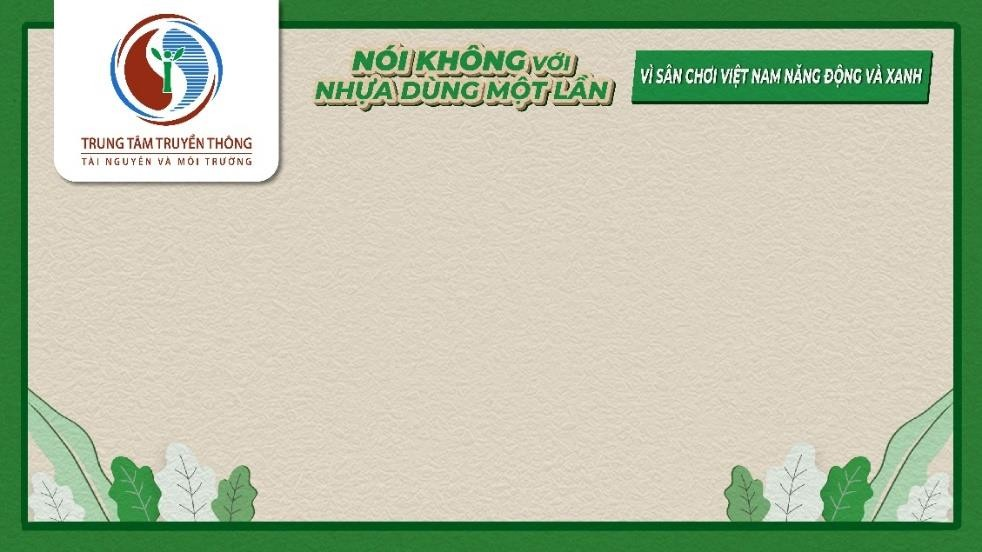 TRUNG TÂM TRUYỀN THÔNG
TÀI NGUYÊN VÀ MÔI TRƯỜNG
NÓI KHÔNG VỚI
NHỰA DÙNG MỘT LẦN
VÌ SÂN CHƠI VIỆT NAM NĂNG ĐỘNG VÀ XANH